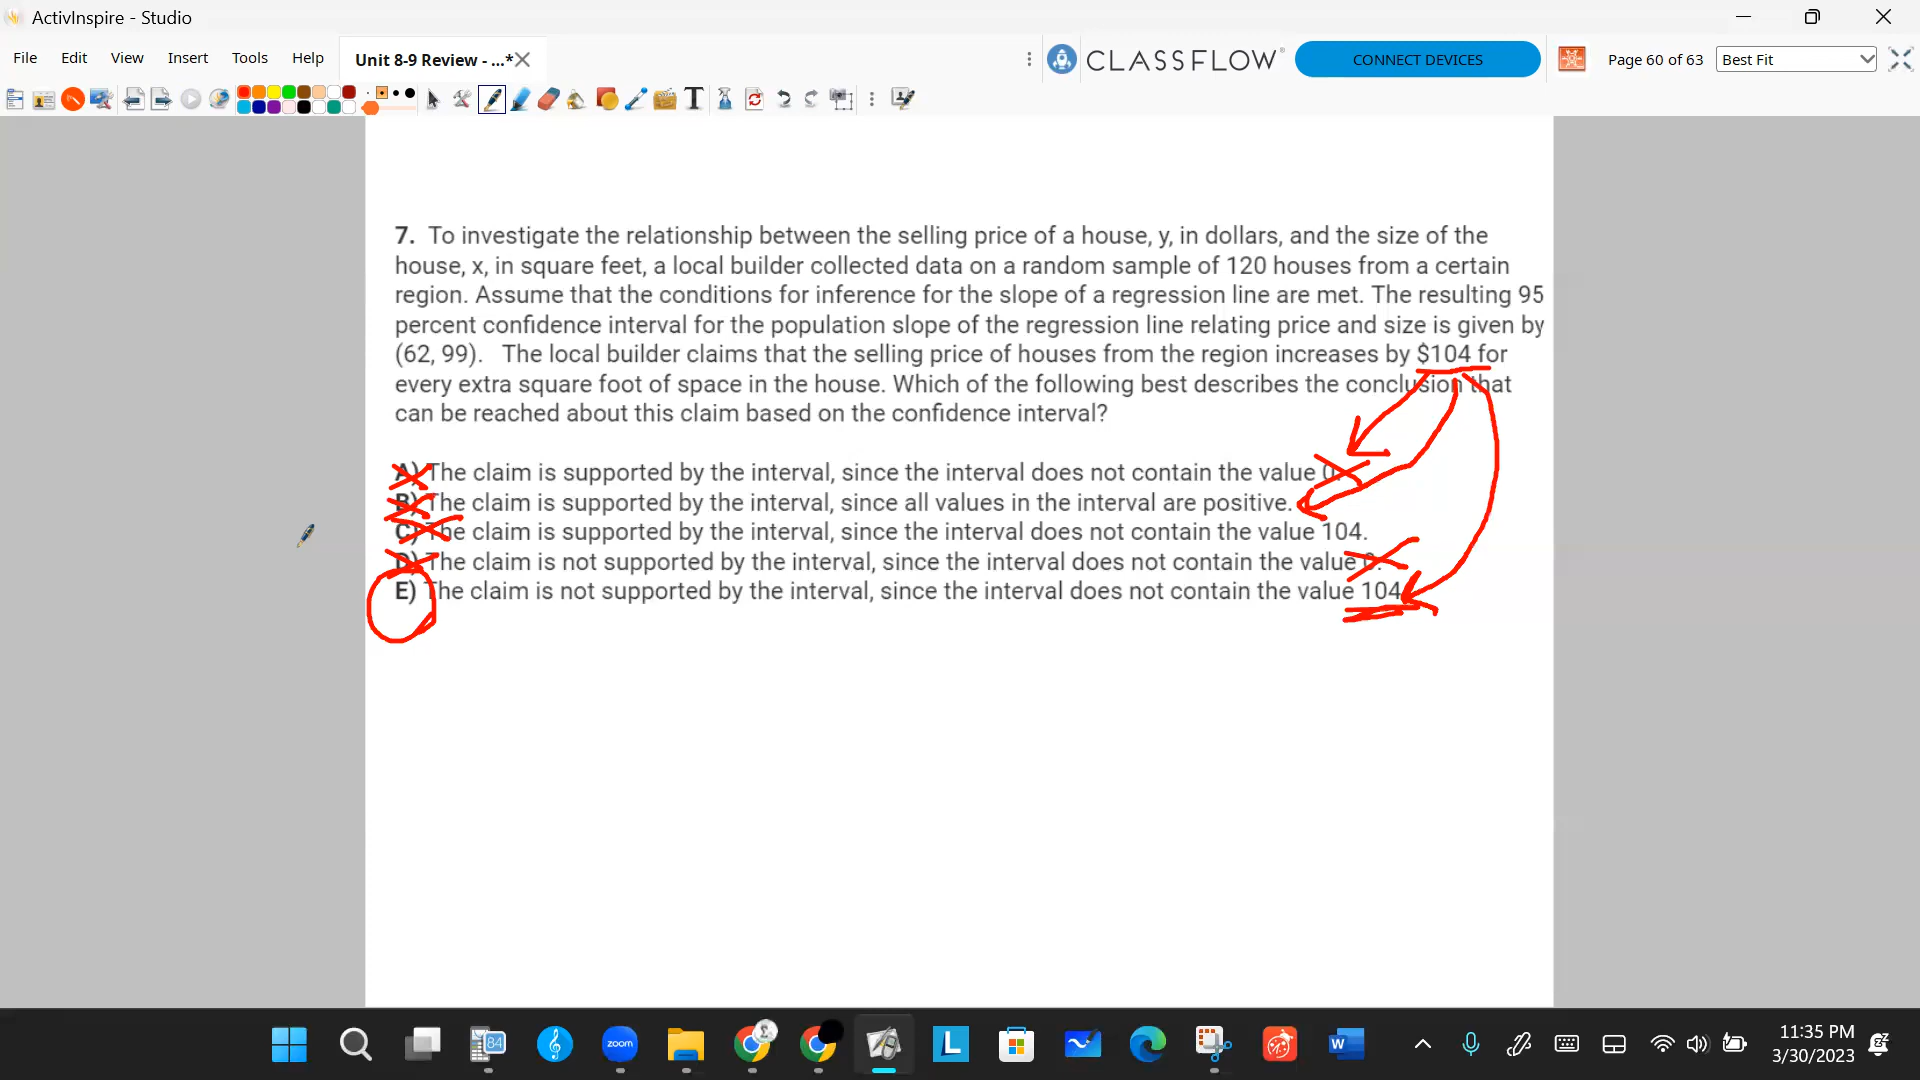 ActivInspire - Studio
File Edit View Insert Tools Help Unit 8-9 Review - ...* CLASSFLOW CONNECT DEVICES Page 60 of 63 Best Fit
T
7. To investigate the relationship between the selling price of a house, y, in dollars, and the size of the
house, x, in square feet, a local builder collected data on a random sample of 120 houses from a certain
region. Assume that the conditions for inference for the slope of a regression line are met. The resulting 95
percent confidence interval for the population slope of the regression line relating price and size is given by
(62, 99). The local builder claims that the selling price of houses from the region increases by $104 for
every extra square foot of space in the house. Which of the following best describes the conclusion that
can be reached about this claim based on the confidence interval?
A) The claim is supported by the interval, since the interval does not contain the value 0.
B) The claim is supported by the interval, since all values in the interval are positive.
C) The claim is supported by the interval, since the interval does not contain the value 104.
D) The claim is not supported by the interval, since the interval does not contain the value 0.
E) The claim is not supported by the interval, since the interval does not contain the value 104
84 zoom L W 11:35 PM
3/30/2023